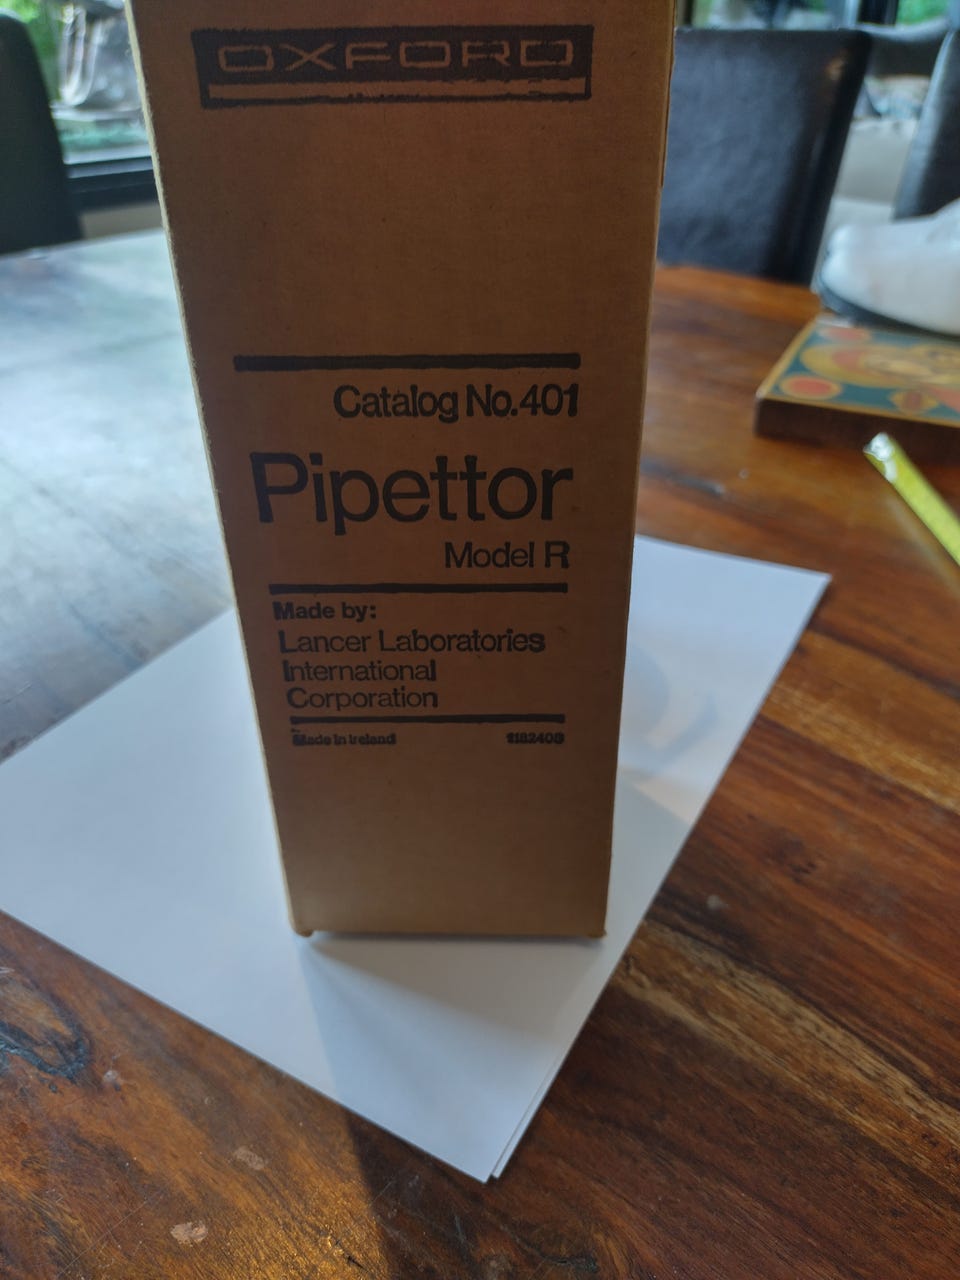 OXFORD
Catalog No.401
Pipettor
Model R
Made by:
Lancer Laboratories
International
Corporation
Made in Ireland